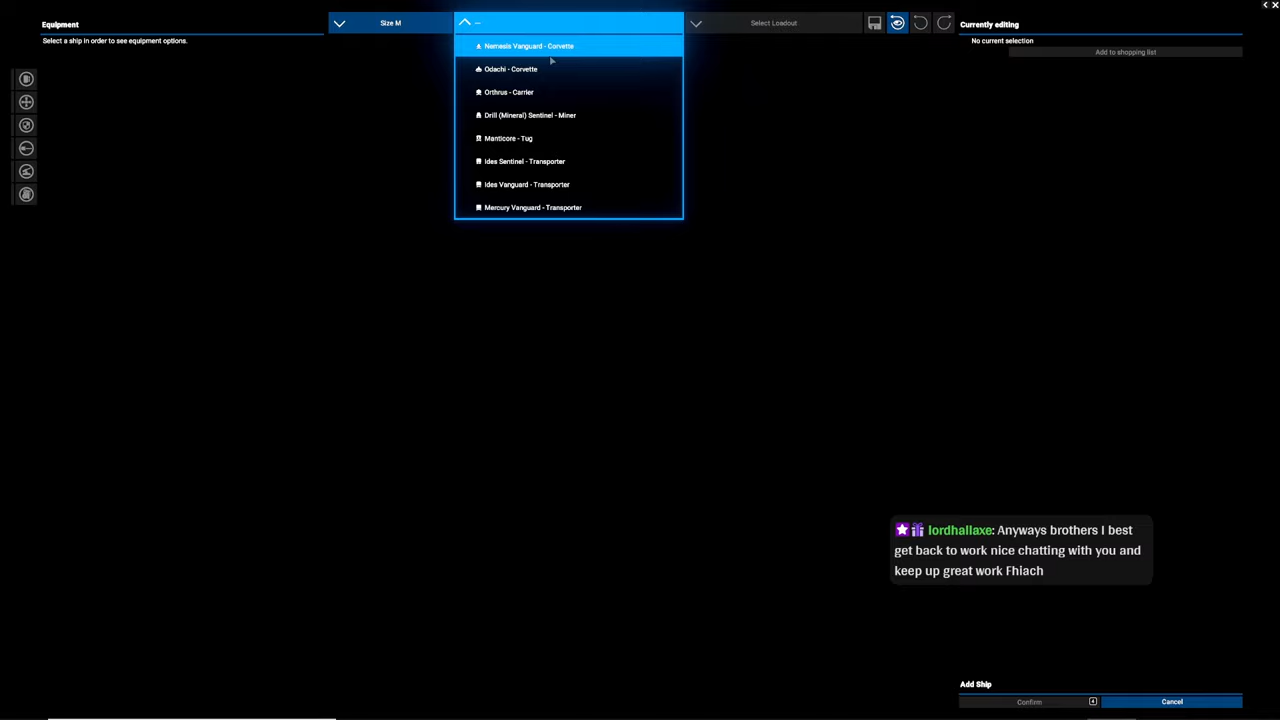 Equipment
Size M
--
Select Loadout
Currently editing
Select a ship in order to see equipment options.
No current selection
Add to shopping list
Nemesis Vanguard - Corvette
Odachi - Corvette
Orthrus - Carrier
Drill (Mineral) Sentinel - Miner
Manticore - Tug
Ides Sentinel - Transporter
Ides Vanguard - Transporter
Mercury Vanguard - Transporter
lordhallaxe: Anyways brothers I best
get back to work nice chatting with you and
keep up great work Fhiach
Add Ship
Confirm
Cancel